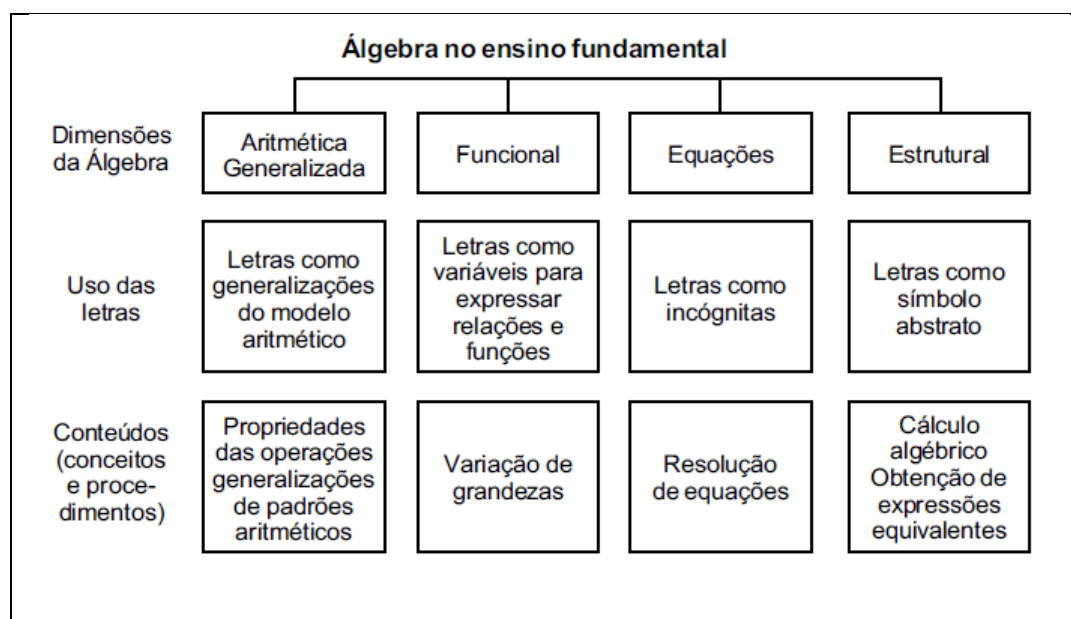 Álgebra no ensino fundamental
Dimensões
da Álgebra
Aritmética
Generalizada
Funcional
Equações
Estrutural
Uso das
letras
Letras como
generalizações
do modelo
aritmético
Letras como
variáveis para
expressar
relações e
funções
Letras como
incógnitas
Letras como
símbolo
abstrato
Conteúdos
(conceitos
e proce-
dimentos)
Propriedades
das operações
generalizações
de padrões
aritméticos
Variação de
grandezas
Resolução
de equações
Cálculo
algébrico
Obtenção de
expressões
equivalentes